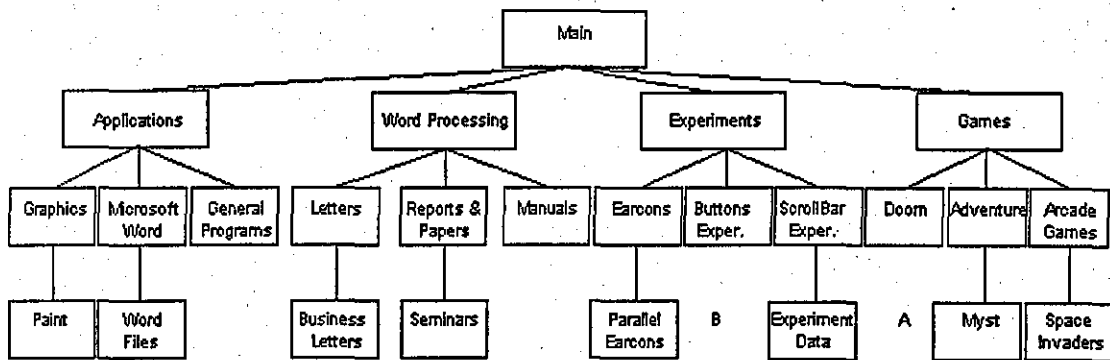 Main
Applications Word Processing Experiments Games
Graphics Microsoft Word General Programs Letters Reports & Papers Manuals Earcons Buttons Exper. ScrollBar Exper. Doom Adventure Arcade Games
Paint Word Files Business Letters Seminars Parallel Earcons B Experiment Data A Myst Space Invaders